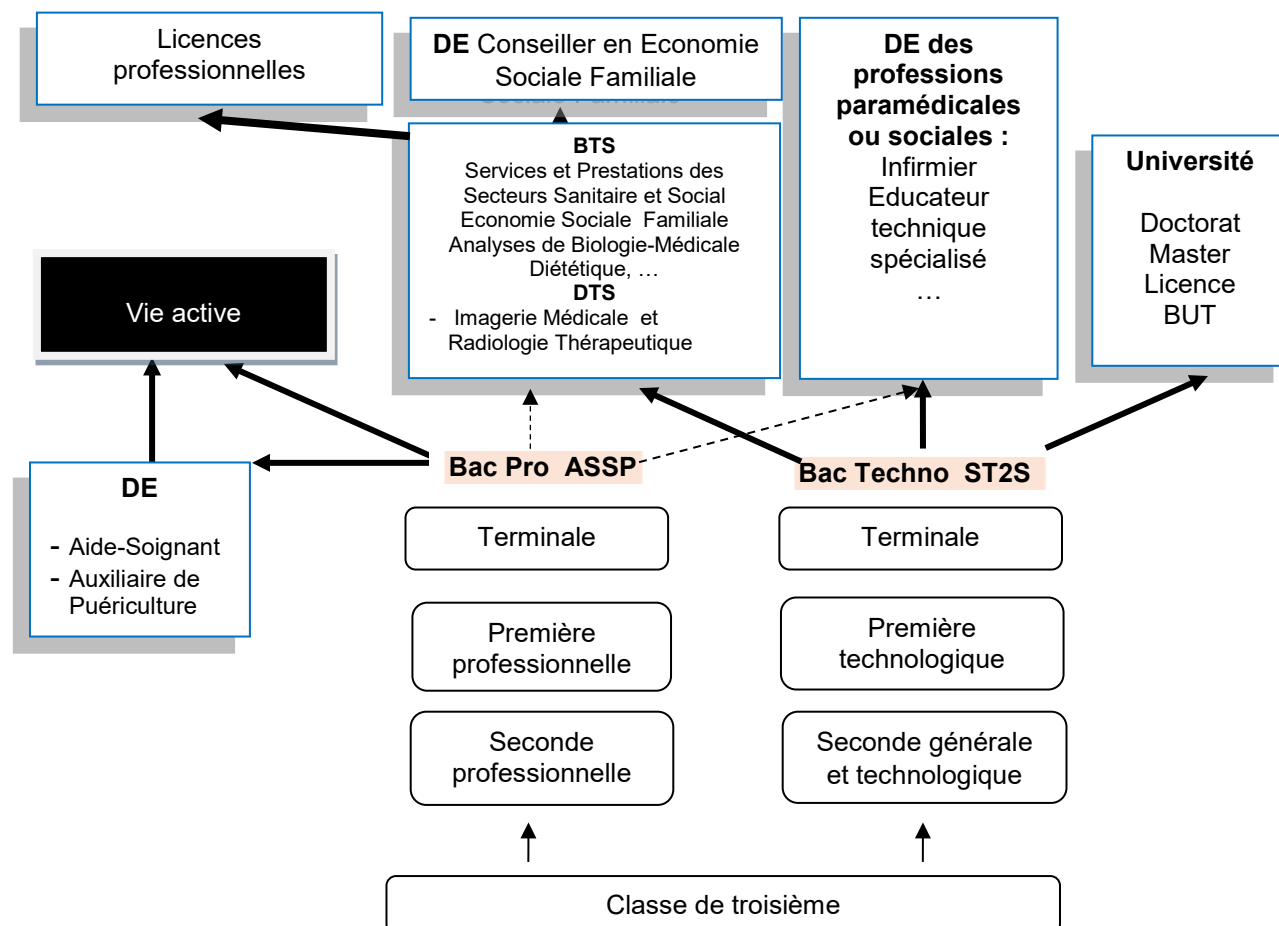 Licences
professionnelles
DE Conseiller en Economie
Sociale Familiale
DE des
professions
paramédicales
ou sociales :
Infirmier
Educateur
technique
spécialisé
…
Université
Doctorat
Master
Licence
BUT
BTS
Services et Prestations des
Secteurs Sanitaire et Social
Economie Sociale Familiale
Analyses de Biologie-Médicale
Diététique, …
DTS
- Imagerie Médicale et
Radiologie Thérapeutique
Vie active
DE
- Aide-Soignant
- Auxiliaire de
Puériculture
Bac Pro ASSP
Bac Techno ST2S
Terminale
Terminale
Première
professionnelle
Première
technologique
Seconde
professionnelle
Seconde générale
et technologique
Classe de troisième